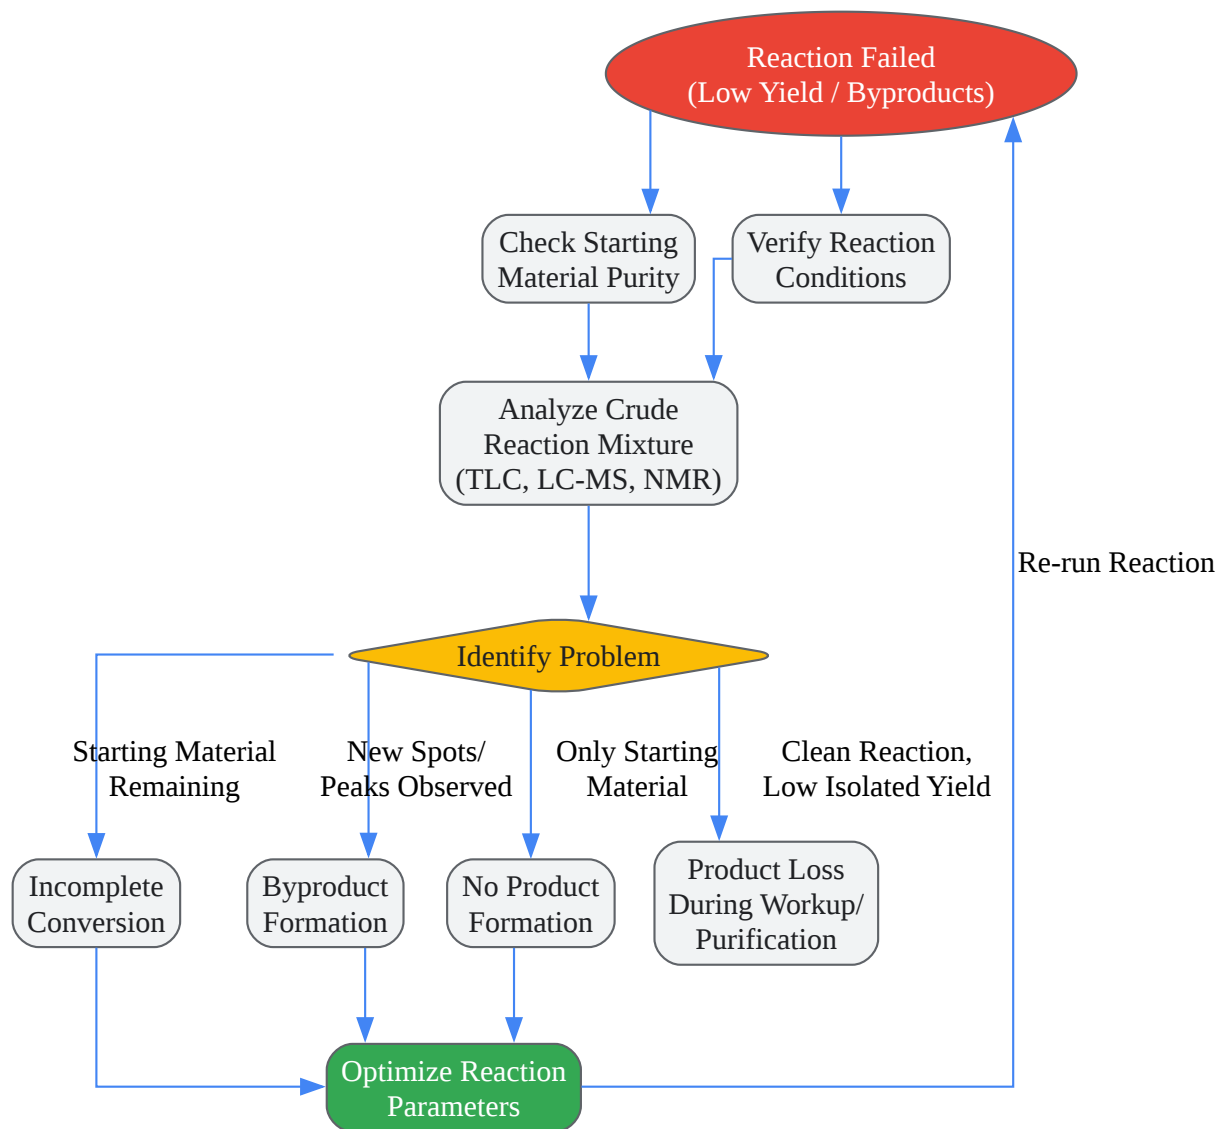 Reaction Failed
(Low Yield / Byproducts)
Check Starting
Material Purity
Verify Reaction
Conditions
Analyze Crude
Reaction Mixture
(TLC, LC-MS, NMR)
Re-run Reaction
Identify Problem
Starting Material
Remaining
New Spots/
Peaks Observed
Only Starting
Material
Clean Reaction,
Low Isolated Yield
Incomplete
Conversion
Byproduct
Formation
No Product
Formation
Product Loss
During Workup/
Purification
Optimize Reaction
Parameters